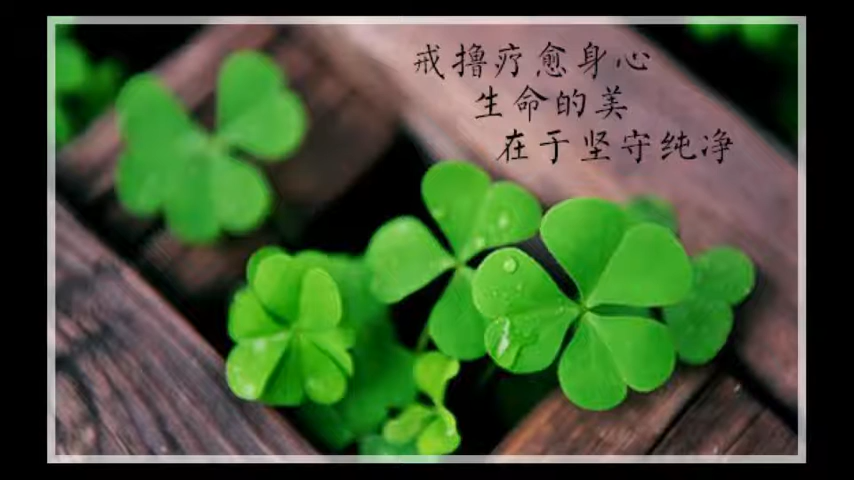 戒撸疗愈身心
生命的美
在于坚守纯净